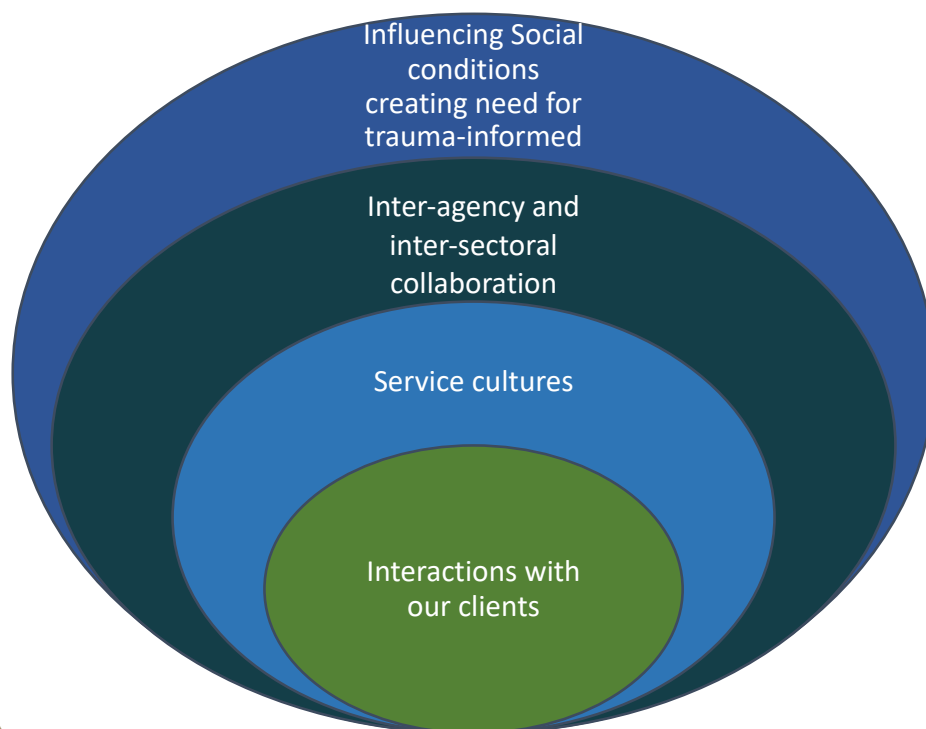 Influencing Social
conditions
creating need for
trauma-informed
Inter-agency and
inter-sectoral
collaboration
Service cultures
Interactions with
our clients